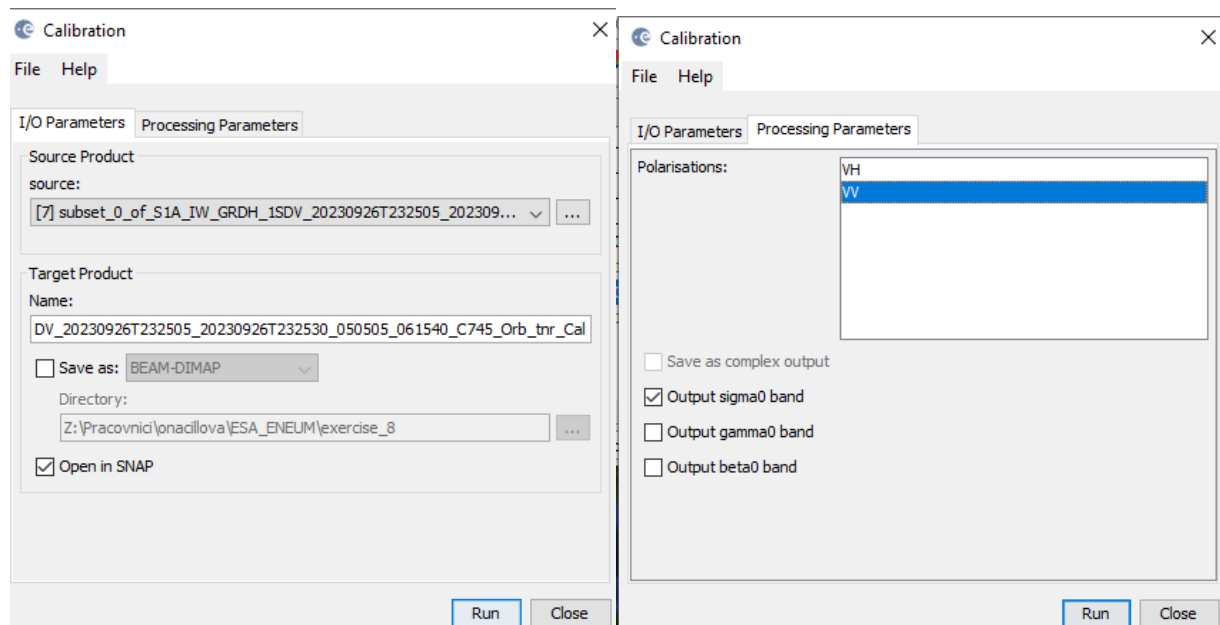 Calibration
File Help
I/O Parameters Processing Parameters
Source Product
source:
[7] subset_0_of_S1A_IW_GRDH_1SDV_20230926T232505_202309... ...
Target Product
Name:
DV_20230926T232505_20230926T232530_050505_061540_C745_Orb_tnr_Cal
Save as: BEAM-DIMAP
Directory:
Z:\Pracovnici\onacillova\ESA_ENEUM\exercise_8 ...
Open in SNAP
Run Close
Calibration
File Help
I/O Parameters Processing Parameters
Polarisations:
VH
VV
Save as complex output
Output sigma0 band
Output gamma0 band
Output beta0 band
Run Close